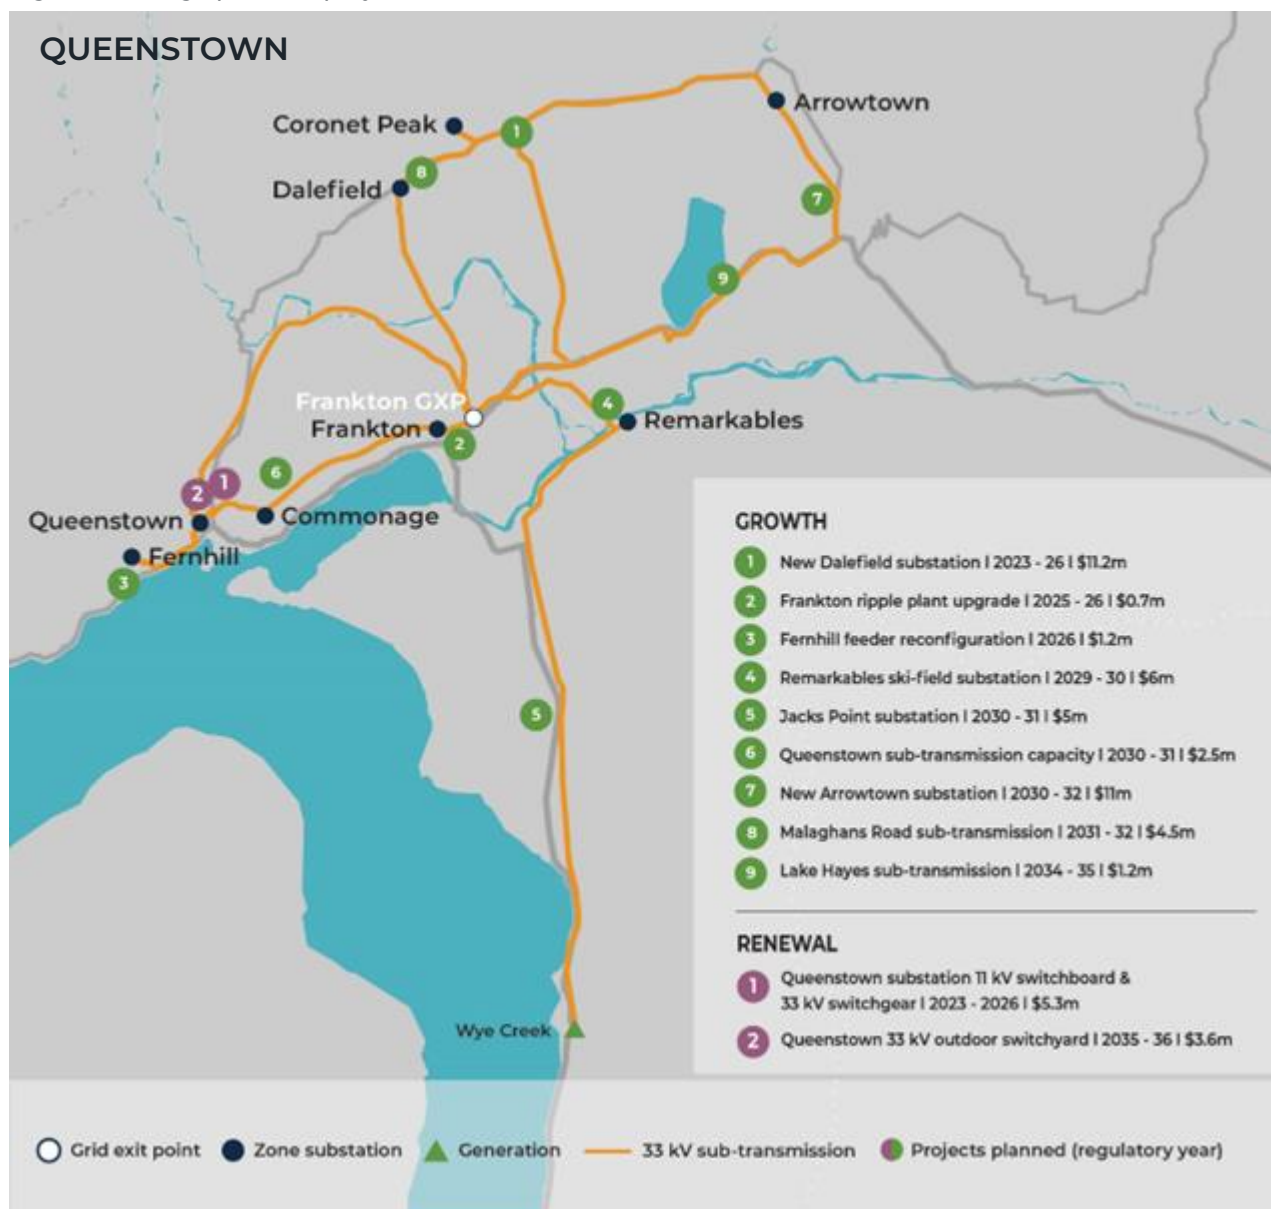 QUEENSTOWN
Arrowtown
Coronet Peak
1
8
Dalefield
7
9
Frankton GXP
4
Frankton
Remarkables
2
6
1
2
Queenstown
Commonage
Fernhill
3
5
Wye Creek
GROWTH
1 New Dalefield substation | 2023 - 26 | $11.2m
2 Frankton ripple plant upgrade | 2025 - 26 | $0.7m
3 Fernhill feeder reconfiguration | 2026 | $1.2m
4 Remarkables ski-field substation | 2029 - 30 | $6m
5 Jacks Point substation | 2030 - 31 | $5m
6 Queenstown sub-transmission capacity | 2030 - 31 | $2.5m
7 New Arrowtown substation | 2030 - 32 | $11m
8 Malaghans Road sub-transmission | 2031 - 32 | $4.5m
9 Lake Hayes sub-transmission | 2034 - 35 | $1.2m
RENEWAL
1 Queenstown substation 11 kV switchboard &
33 kV switchgear | 2023 - 2026 | $5.3m
2 Queenstown 33 kV outdoor switchyard | 2035 - 36 | $3.6m
Grid exit point Zone substation Generation 33 kV sub-transmission Projects planned (regulatory year)